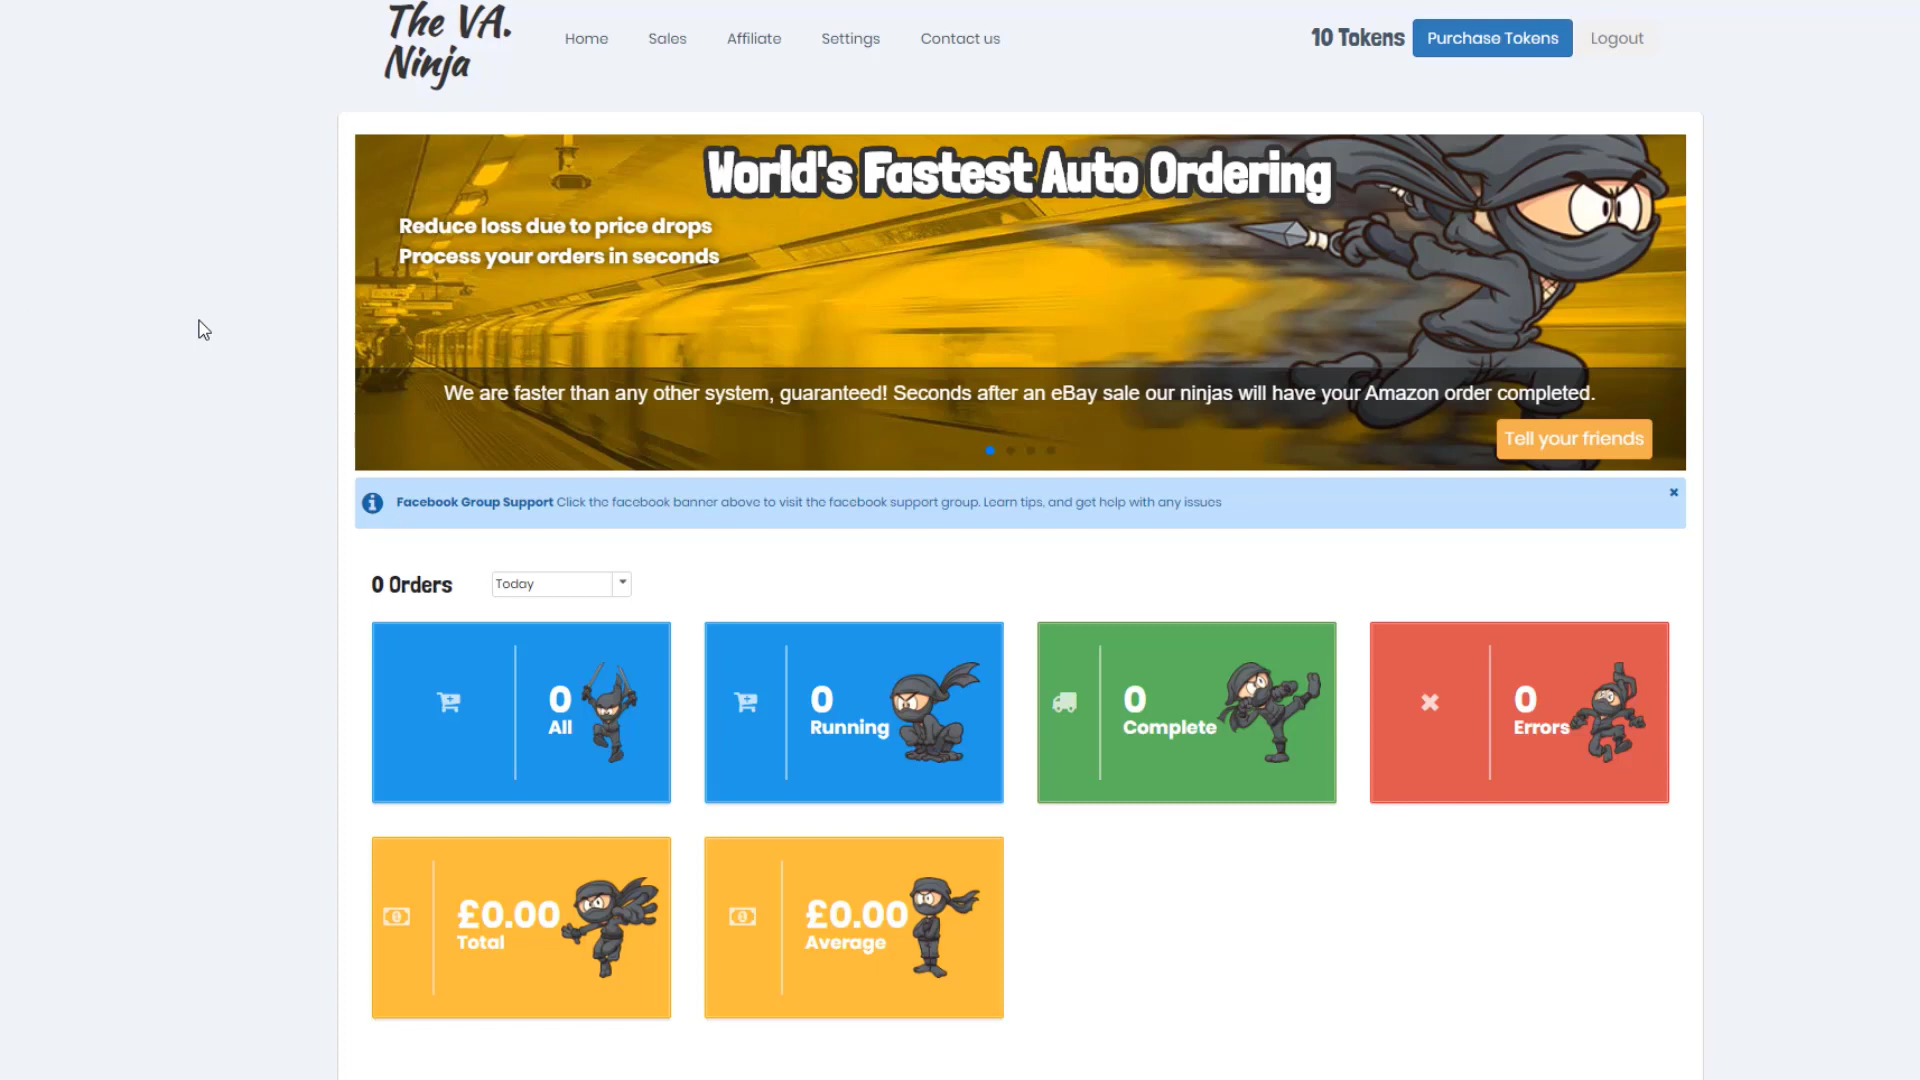 The VA.
Ninja
Home
Sales
Affiliate
Settings
Contact us
10 Tokens
Purchase Tokens
Logout
World's Fastest Auto Ordering
Reduce loss due to price drops
Process your orders in seconds
We are faster than any other system, guaranteed! Seconds after an eBay sale our ninjas will have your Amazon order completed.
Tell your friends
Facebook Group Support Click the facebook banner above to visit the facebook support group. Learn tips, and get help with any issues
0 Orders
Today
0
All
0
Running
0
Complete
0
Errors
£0.00
Total
£0.00
Average